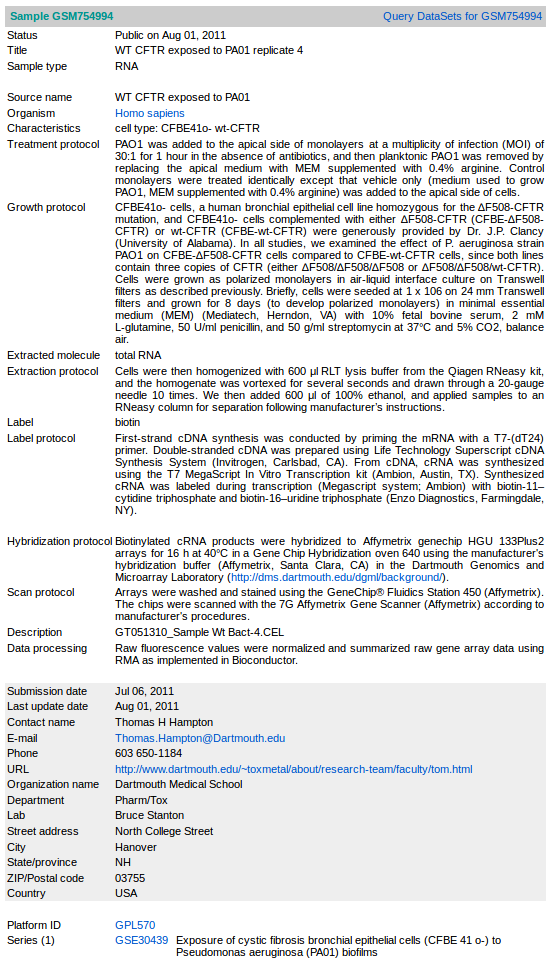 Sample GSM754994 Query DataSets for GSM754994
Status Public on Aug 01, 2011
Title WT CFTR exposed to PA01 replicate 4
Sample type RNA
Source name WT CFTR exposed to PA01
Organism Homo sapiens
Characteristics cell type: CFBE41o- wt-CFTR
Treatment protocol PAO1 was added to the apical side of monolayers at a multiplicity of infection (MOI) of
30:1 for 1 hour in the absence of antibiotics, and then planktonic PAO1 was removed by
replacing the apical medium with MEM supplemented with 0.4% arginine. Control
monolayers were treated identically except that vehicle only (medium used to grow
PAO1, MEM supplemented with 0.4% arginine) was added to the apical side of cells.
Growth protocol CFBE41o- cells, a human bronchial epithelial cell line homozygous for the ΔF508-CFTR
mutation, and CFBE41o- cells complemented with either ΔF508-CFTR (CFBE-ΔF508-
CFTR) or wt-CFTR (CFBE-wt-CFTR) were generously provided by Dr. J.P. Clancy
(University of Alabama). In all studies, we examined the effect of P. aeruginosa strain
PAO1 on CFBE-ΔF508-CFTR cells compared to CFBE-wt-CFTR cells, since both lines
contain three copies of CFTR (either ΔF508/ΔF508/ΔF508 or ΔF508/ΔF508/wt-CFTR).
Cells were grown as polarized monolayers in air-liquid interface culture on Transwell
filters as described previously. Briefly, cells were seeded at 1 x 106 on 24 mm Transwell
filters and grown for 8 days (to develop polarized monolayers) in minimal essential
medium (MEM) (Mediatech, Herndon, VA) with 10% fetal bovine serum, 2 mM
L-glutamine, 50 U/ml penicillin, and 50 g/ml streptomycin at 37°C and 5% CO2, balance
air.
Extracted molecule total RNA
Extraction protocol Cells were then homogenized with 600 μl RLT lysis buffer from the Qiagen RNeasy kit,
and the homogenate was vortexed for several seconds and drawn through a 20-gauge
needle 10 times. We then added 600 μl of 100% ethanol, and applied samples to an
RNeasy column for separation following manufacturer's instructions.
Label biotin
Label protocol First-strand cDNA synthesis was conducted by priming the mRNA with a T7-(dT24)
primer. Double-stranded cDNA was prepared using Life Technology Superscript cDNA
Synthesis System (Invitrogen, Carlsbad, CA). From cDNA, cRNA was synthesized
using the T7 MegaScript In Vitro Transcription kit (Ambion, Austin, TX). Synthesized
cRNA was labeled during transcription (Megascript system; Ambion) with biotin-11–
cytidine triphosphate and biotin-16–uridine triphosphate (Enzo Diagnostics, Farmingdale,
NY).
Hybridization protocol Biotinylated cRNA products were hybridized to Affymetrix genechip HGU 133Plus2
arrays for 16 h at 40°C in a Gene Chip Hybridization oven 640 using the manufacturer's
hybridization buffer (Affymetrix, Santa Clara, CA) in the Dartmouth Genomics and
Microarray Laboratory (http://dms.dartmouth.edu/dgml/background/).
Scan protocol Arrays were washed and stained using the GeneChip® Fluidics Station 450 (Affymetrix).
The chips were scanned with the 7G Affymetrix Gene Scanner (Affymetrix) according to
manufacturer's procedures.
Description GT051310_Sample Wt Bact-4.CEL
Data processing Raw fluorescence values were normalized and summarized raw gene array data using
RMA as implemented in Bioconductor.
Submission date Jul 06, 2011
Last update date Aug 01, 2011
Contact name Thomas H Hampton
E-mail Thomas.Hampton@Dartmouth.edu
Phone 603 650-1184
URL http://www.dartmouth.edu/~toxmetal/about/research-team/faculty/tom.html
Organization name Dartmouth Medical School
Department Pharm/Tox
Lab Bruce Stanton
Street address North College Street
City Hanover
State/province NH
ZIP/Postal code 03755
Country USA
Platform ID GPL570
Series (1) GSE30439 Exposure of cystic fibrosis bronchial epithelial cells (CFBE 41 o-) to
Pseudomonas aeruginosa (PA01) biofilms